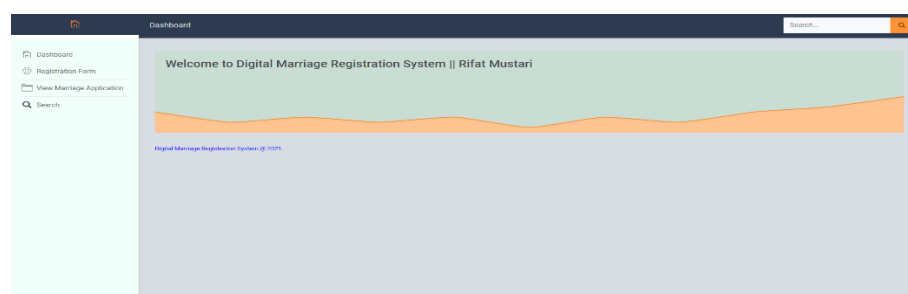 Dashboard
Search...
Dashboard
Registration Form
View Marriage Application
Search
Welcome to Digital Marriage Registration System || Rifat Mustari
Digital Marriage Registration System @ 2021.